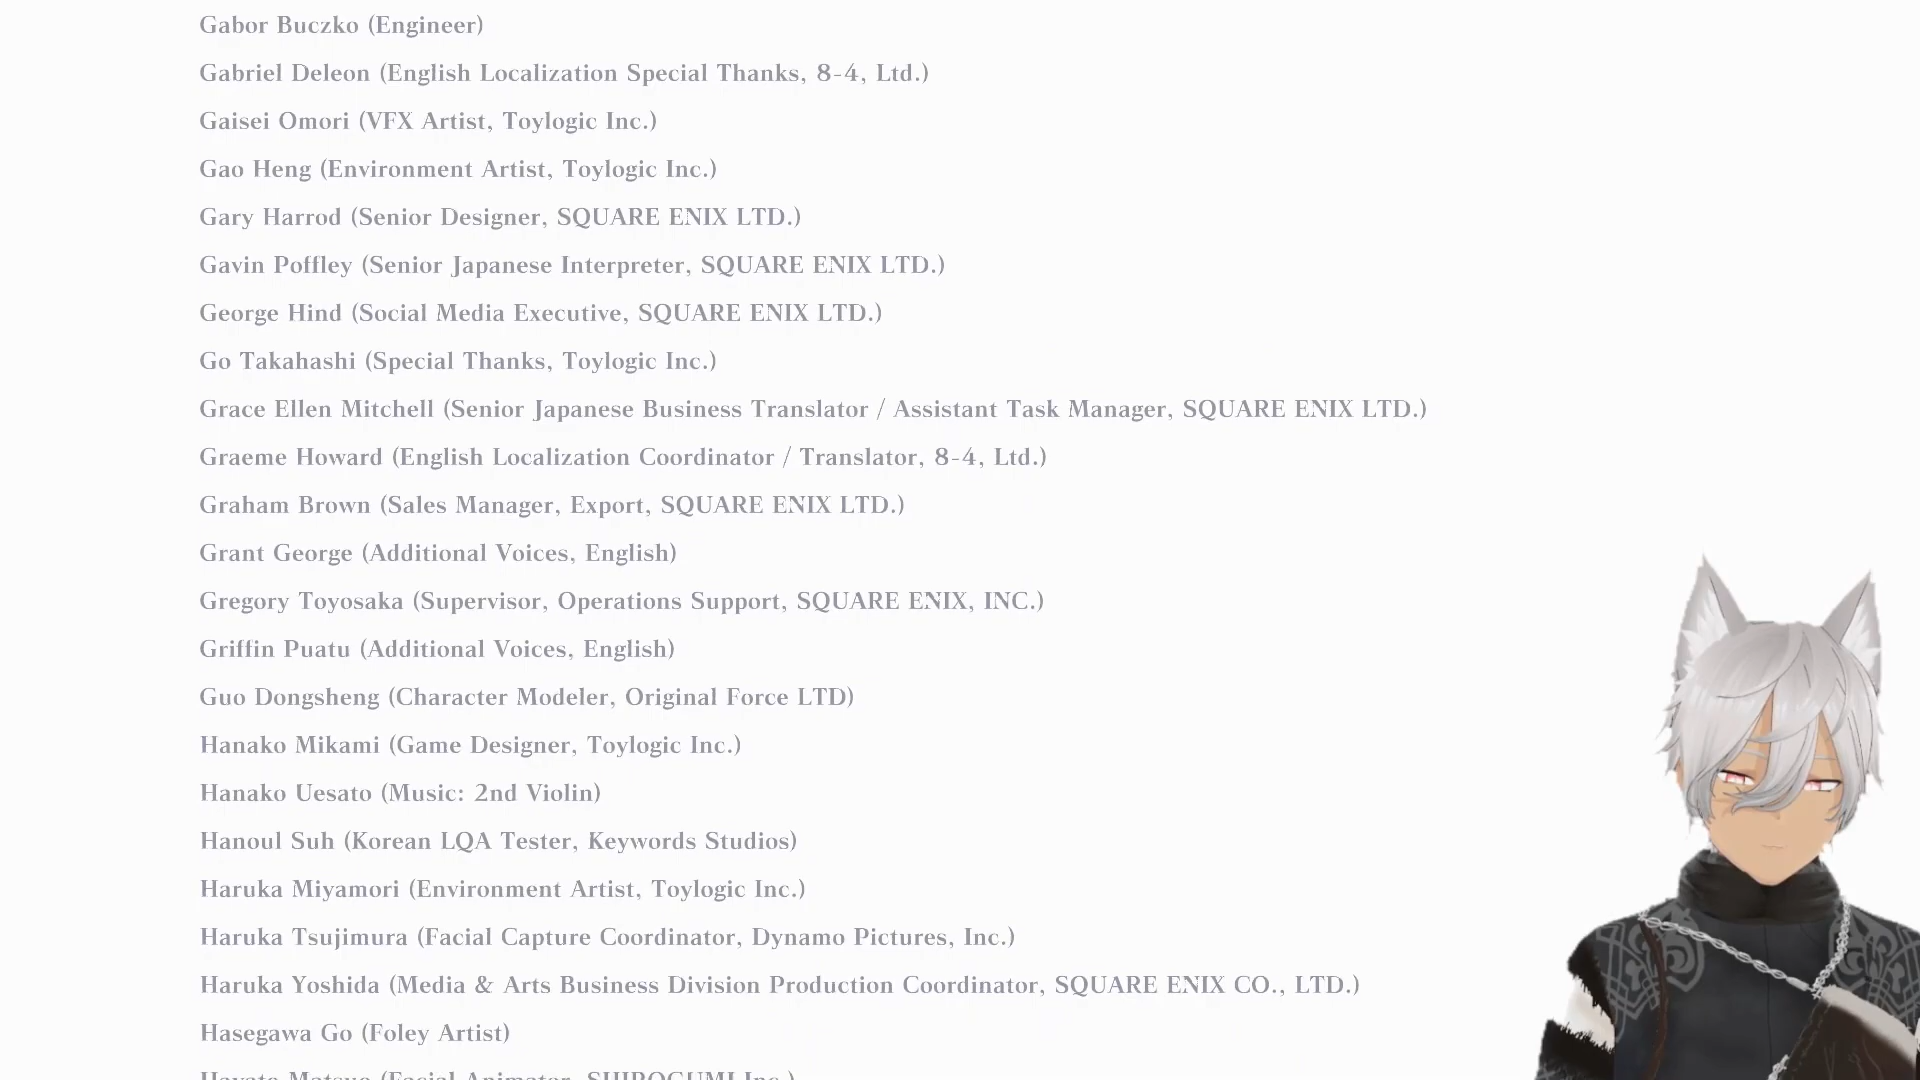 Gabor Buczko (Engineer)
Gabriel Deleon (English Localization Special Thanks, 8-4, Ltd.)
Gaisei Omori (VFX Artist, Toylogic Inc.)
Gao Heng (Environment Artist, Toylogic Inc.)
Gary Harrod (Senior Designer, SQUARE ENIX LTD.)
Gavin Poffley (Senior Japanese Interpreter, SQUARE ENIX LTD.)
George Hind (Social Media Executive, SQUARE ENIX LTD.)
Go Takahashi (Special Thanks, Toylogic Inc.)
Grace Ellen Mitchell (Senior Japanese Business Translator / Assistant Task Manager, SQUARE ENIX LTD.)
Graeme Howard (English Localization Coordinator / Translator, 8-4, Ltd.)
Graham Brown (Sales Manager, Export, SQUARE ENIX LTD.)
Grant George (Additional Voices, English)
Gregory Toyosaka (Supervisor, Operations Support, SQUARE ENIX, INC.)
Griffin Puatu (Additional Voices, English)
Guo Dongsheng (Character Modeler, Original Force LTD)
Hanako Mikami (Game Designer, Toylogic Inc.)
Hanako Uesato (Music: 2nd Violin)
Hanoul Suh (Korean LQA Tester, Keywords Studios)
Haruka Miyamori (Environment Artist, Toylogic Inc.)
Haruka Tsujimura (Facial Capture Coordinator, Dynamo Pictures, Inc.)
Haruka Yoshida (Media & Arts Business Division Production Coordinator, SQUARE ENIX CO., LTD.)
Hasegawa Go (Foley Artist)
Hayato Matsuo (Facial Animator, SHIROGUMI Inc.)